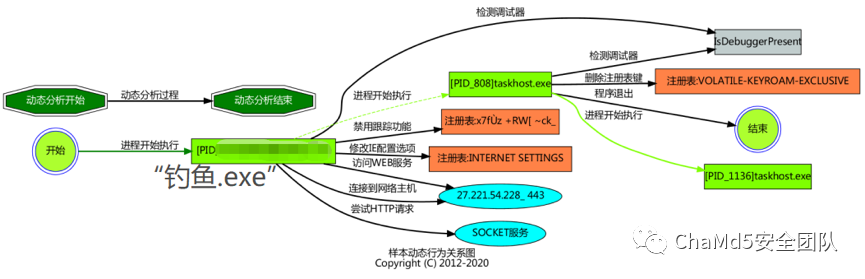 检测调试器
IsDebuggerPresent
检测调试器
[PID_808]taskhost.exe
删除注册表键
注册表:VOLATILE-KEYROAM-EXCLUSIVE
动态分析开始
动态分析过程
动态分析结束
进程开始执行
程序退出
禁用跟踪功能
注册表:x7fÙz +RW[ ~ck_
进程开始执行
结束
开始
进程开始执行
[PID_
修改IE配置选项
注册表:INTERNET SETTINGS
“钓鱼.exe”
访问WEB服务
[PID_1136]taskhost.exe
连接到网络主机
27.221.54.228_ 443
尝试HTTP请求
SOCKET服务
样本动态行为关系图
Copyright (C) 2012-2020
ChaMd5安全团队